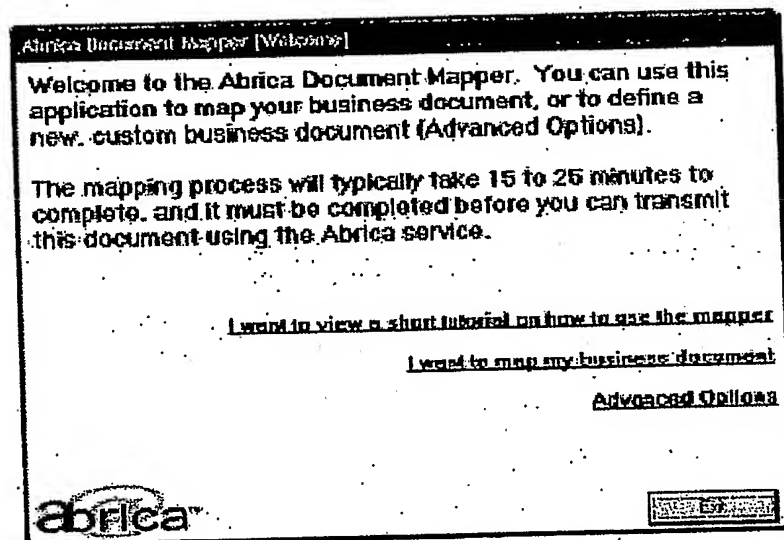 Abrica Document Mapper [Welcome]
Welcome to the Abrica Document Mapper. You can use this
application to map your business document, or to define a
new, custom business document (Advanced Options).
The mapping process will typically take 15 to 25 minutes to
complete, and it must be completed before you can transmit
this document using the Abrica service.
I want to view a short tutorial on how to use the mapper
I want to map my business document
Advanced Options
abrica™
Exit